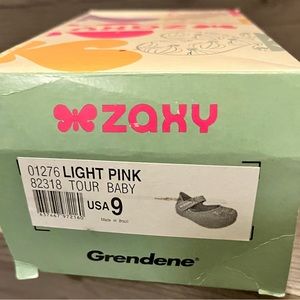 zaxy
01276 LIGHT PINK
82318 TOUR BABY
USA 9
Made in Brazil
Grendene®